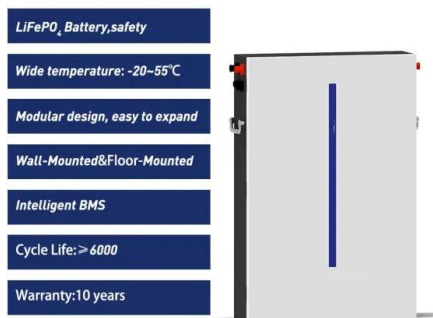 LiFePO₄ Battery,safety
Wide temperature: -20~55℃
Modular design, easy to expand
Wall-Mounted&Floor-Mounted
Intelligent BMS
Cycle Life:≥6000
Warranty:10 years